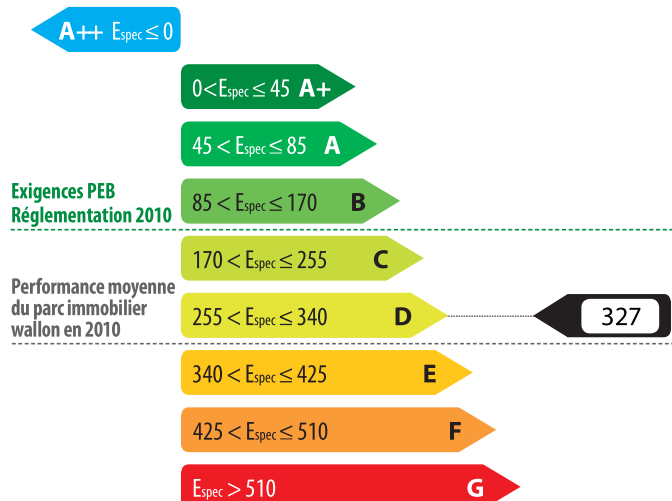 A++ Espec ≤ 0
0 < Espec ≤ 45 A+
45 < Espec ≤ 85 A
Exigences PEB
Réglementation 2010
85 < Espec ≤ 170 B
170 < Espec ≤ 255 C
Performance moyenne
du parc immobilier
wallon en 2010
255 < Espec ≤ 340 D
327
340 < Espec ≤ 425 E
425 < Espec ≤ 510 F
Espec > 510 G